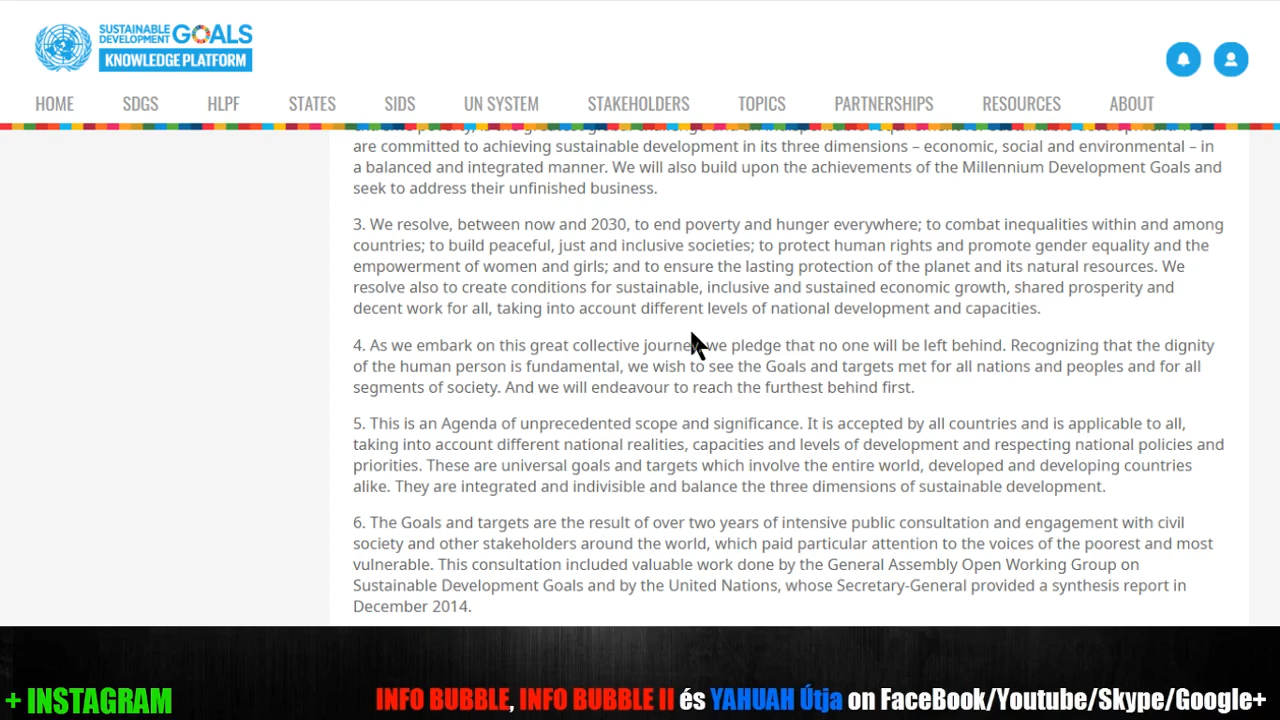 SUSTAINABLE
DEVELOPMENT GOALS
KNOWLEDGE PLATFORM
HOME SDGS HLPF STATES SIDS UN SYSTEM STAKEHOLDERS TOPICS PARTNERSHIPS RESOURCES ABOUT
are committed to achieving sustainable development in its three dimensions – economic, social and environmental – in
a balanced and integrated manner. We will also build upon the achievements of the Millennium Development Goals and
seek to address their unfinished business.
3. We resolve, between now and 2030, to end poverty and hunger everywhere; to combat inequalities within and among
countries; to build peaceful, just and inclusive societies; to protect human rights and promote gender equality and the
empowerment of women and girls; and to ensure the lasting protection of the planet and its natural resources. We
resolve also to create conditions for sustainable, inclusive and sustained economic growth, shared prosperity and
decent work for all, taking into account different levels of national development and capacities.
4. As we embark on this great collective journey, we pledge that no one will be left behind. Recognizing that the dignity
of the human person is fundamental, we wish to see the Goals and targets met for all nations and peoples and for all
segments of society. And we will endeavour to reach the furthest behind first.
5. This is an Agenda of unprecedented scope and significance. It is accepted by all countries and is applicable to all,
taking into account different national realities, capacities and levels of development and respecting national policies and
priorities. These are universal goals and targets which involve the entire world, developed and developing countries
alike. They are integrated and indivisible and balance the three dimensions of sustainable development.
6. The Goals and targets are the result of over two years of intensive public consultation and engagement with civil
society and other stakeholders around the world, which paid particular attention to the voices of the poorest and most
vulnerable. This consultation included valuable work done by the General Assembly Open Working Group on
Sustainable Development Goals and by the United Nations, whose Secretary-General provided a synthesis report in
December 2014.
+ INSTAGRAM INFO BUBBLE, INFO BUBBLE II és YAHUAH Útja on FaceBook/Youtube/Skype/Google+